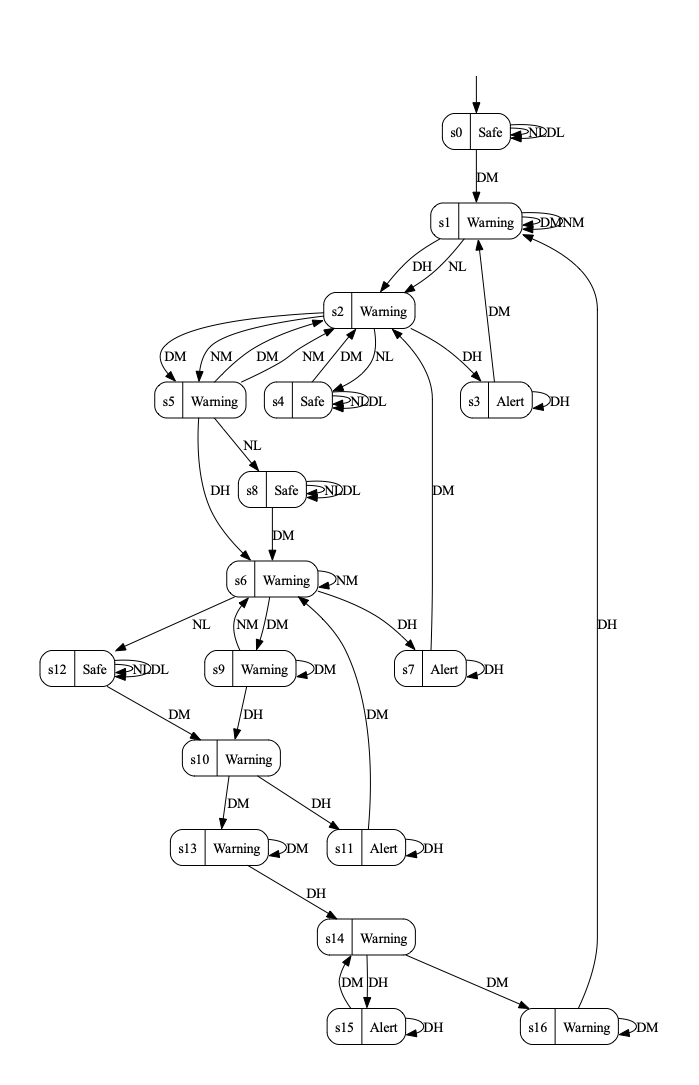 s0 Safe NL DL
DM
s1 Warning DM NM
DH NL
s2 Warning
DM
DM NM DM NM DM NL DH
s5 Warning s4 Safe NL DL s3 Alert DH
NL
DH s8 Safe NL DL DM
DM
s6 Warning NM
NL NM DM DH DH
s12 Safe NL DL s9 Warning DM s7 Alert DH
DM DH DM
s10 Warning
DM DH
s13 Warning DM s11 Alert DH
DH
s14 Warning
DM DH DM
s15 Alert DH s16 Warning DM